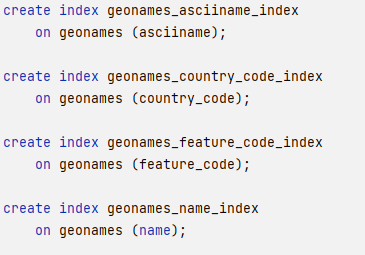 create index geonames_asciiname_index
    on geonames (asciiname);

create index geonames_country_code_index
    on geonames (country_code);

create index geonames_feature_code_index
    on geonames (feature_code);

create index geonames_name_index
    on geonames (name);